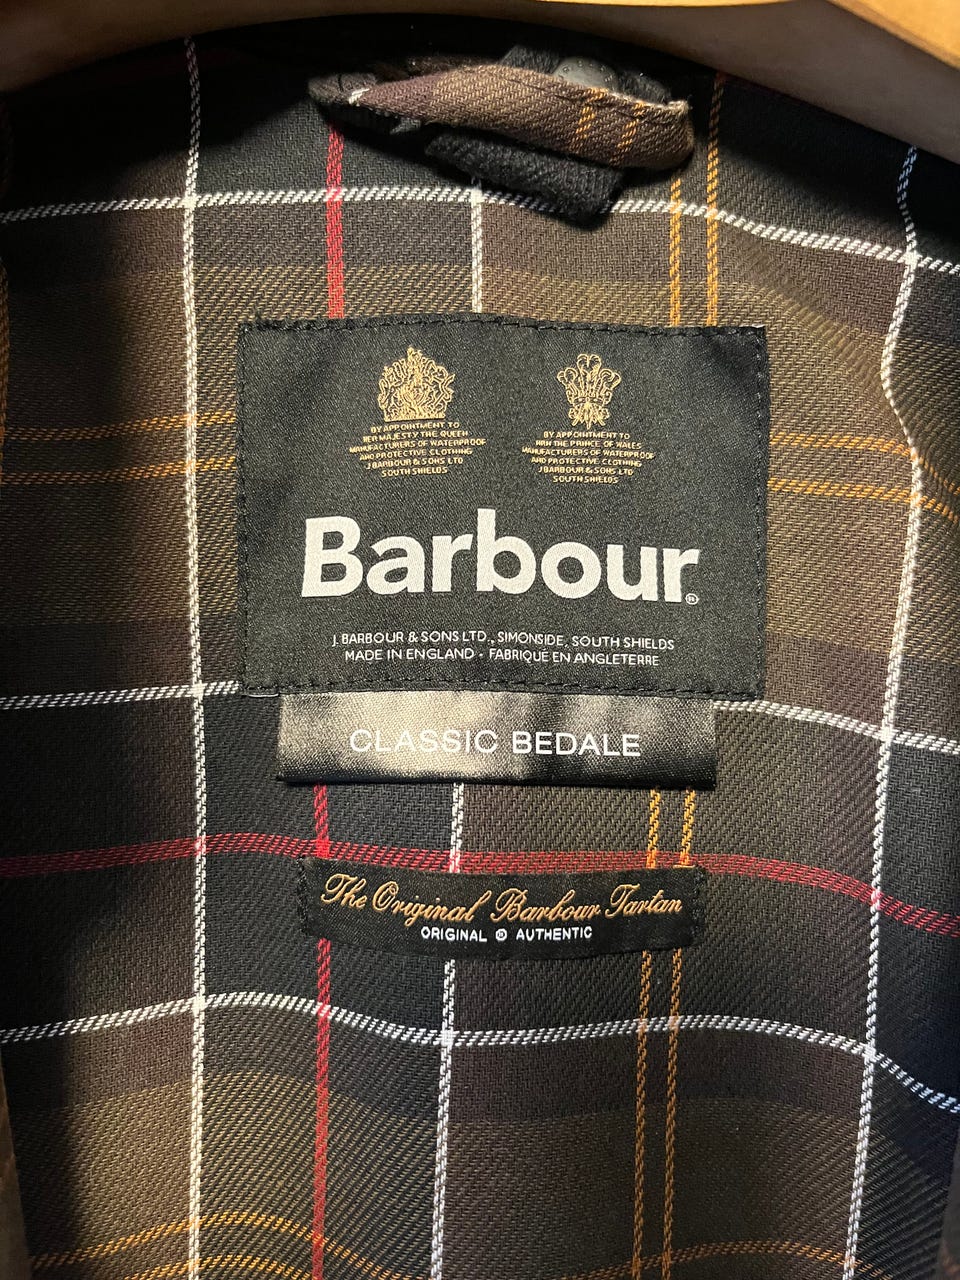 BY APPOINTMENT TO
HER MAJESTY THE QUEEN
MANUFACTURERS OF WATERPROOF
AND PROTECTIVE CLOTHING
J.BARBOUR & SONS LTD
SOUTH SHIELDS
BY APPOINTMENT TO
HRH THE PRINCE OF WALES
MANUFACTURERS OF WATERPROOF
AND PROTECTIVE CLOTHING
J.BARBOUR & SONS LTD
SOUTH SHIELDS
Barbour®
J. BARBOUR & SONS LTD., SIMONSIDE, SOUTH SHIELDS
MADE IN ENGLAND - FABRIQUE EN ANGLETERRE
CLASSIC BEDALE
The Original Barbour Tartan
ORIGINAL ® AUTHENTIC